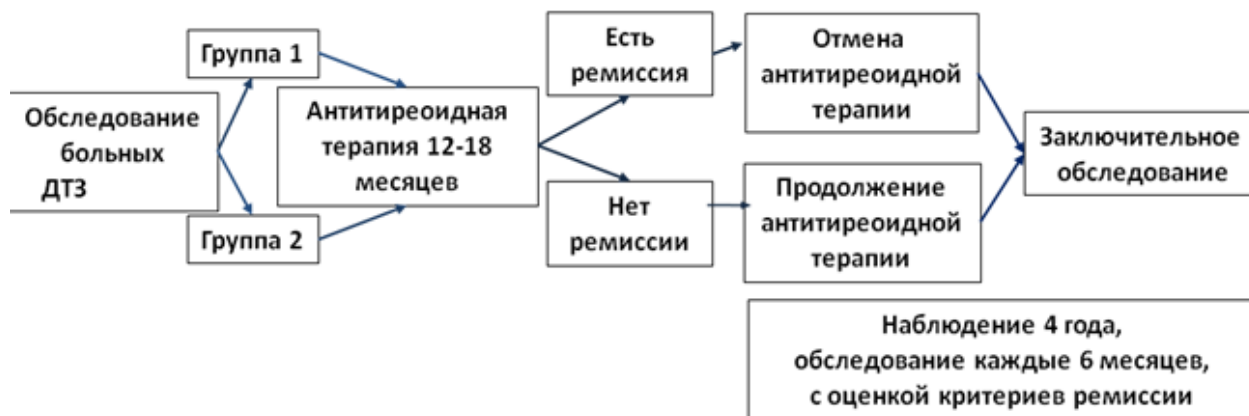 Обследование
больных
ДТЗ
Группа 1
Группа 2
Антитиреоидная
терапия 12-18
месяцев
Есть
ремиссия
Нет
ремиссии
Отмена
антитиреоидной
терапии
Продолжение
антитиреоидной
терапии
Заключительное
обследование
Наблюдение 4 года,
обследование каждые 6 месяцев,
с оценкой критериев ремиссии